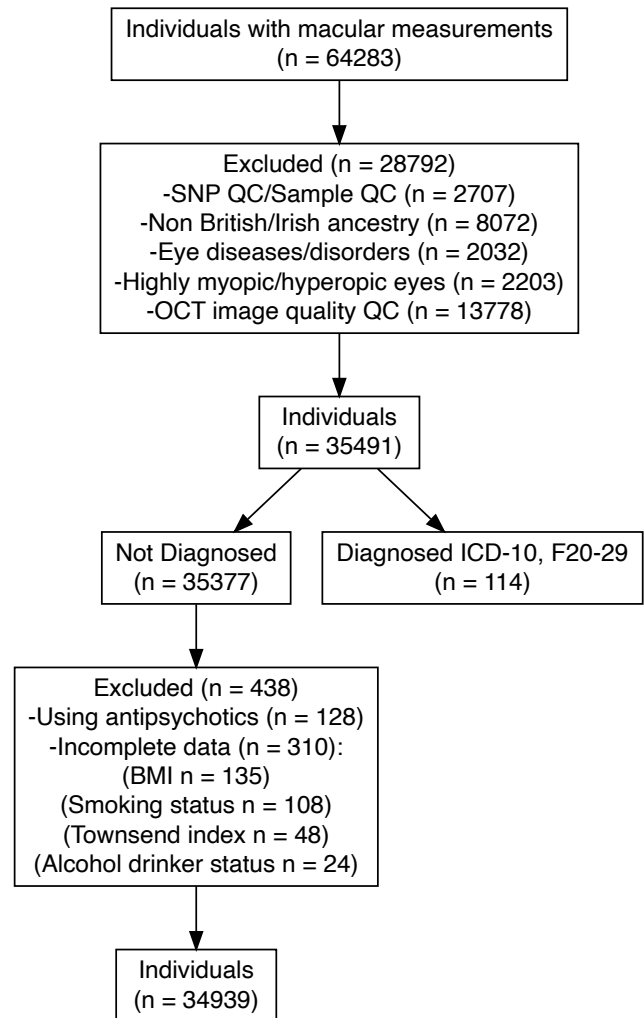 Individuals with macular measurements
(n = 64283)
Excluded (n = 28792)
-SNP QC/Sample QC (n = 2707)
-Non British/Irish ancestry (n = 8072)
-Eye diseases/disorders (n = 2032)
-Highly myopic/hyperopic eyes (n = 2203)
-OCT image quality QC (n = 13778)
Individuals
(n = 35491)
Not Diagnosed
(n = 35377)
Diagnosed ICD-10, F20-29
(n = 114)
Excluded (n = 438)
-Using antipsychotics (n = 128)
-Incomplete data (n = 310):
(BMI n = 135)
(Smoking status n = 108)
(Townsend index n = 48)
(Alcohol drinker status n = 24)
Individuals
(n = 34939)